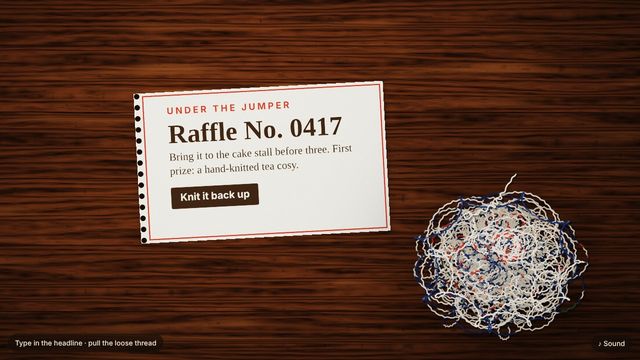 UNDER THE JUMPER
Raffle No. 0417
Bring it to the cake stall before three. First
prize: a hand-knitted tea cosy.
Knit it back up
Type in the headline · pull the loose thread
♪ Sound